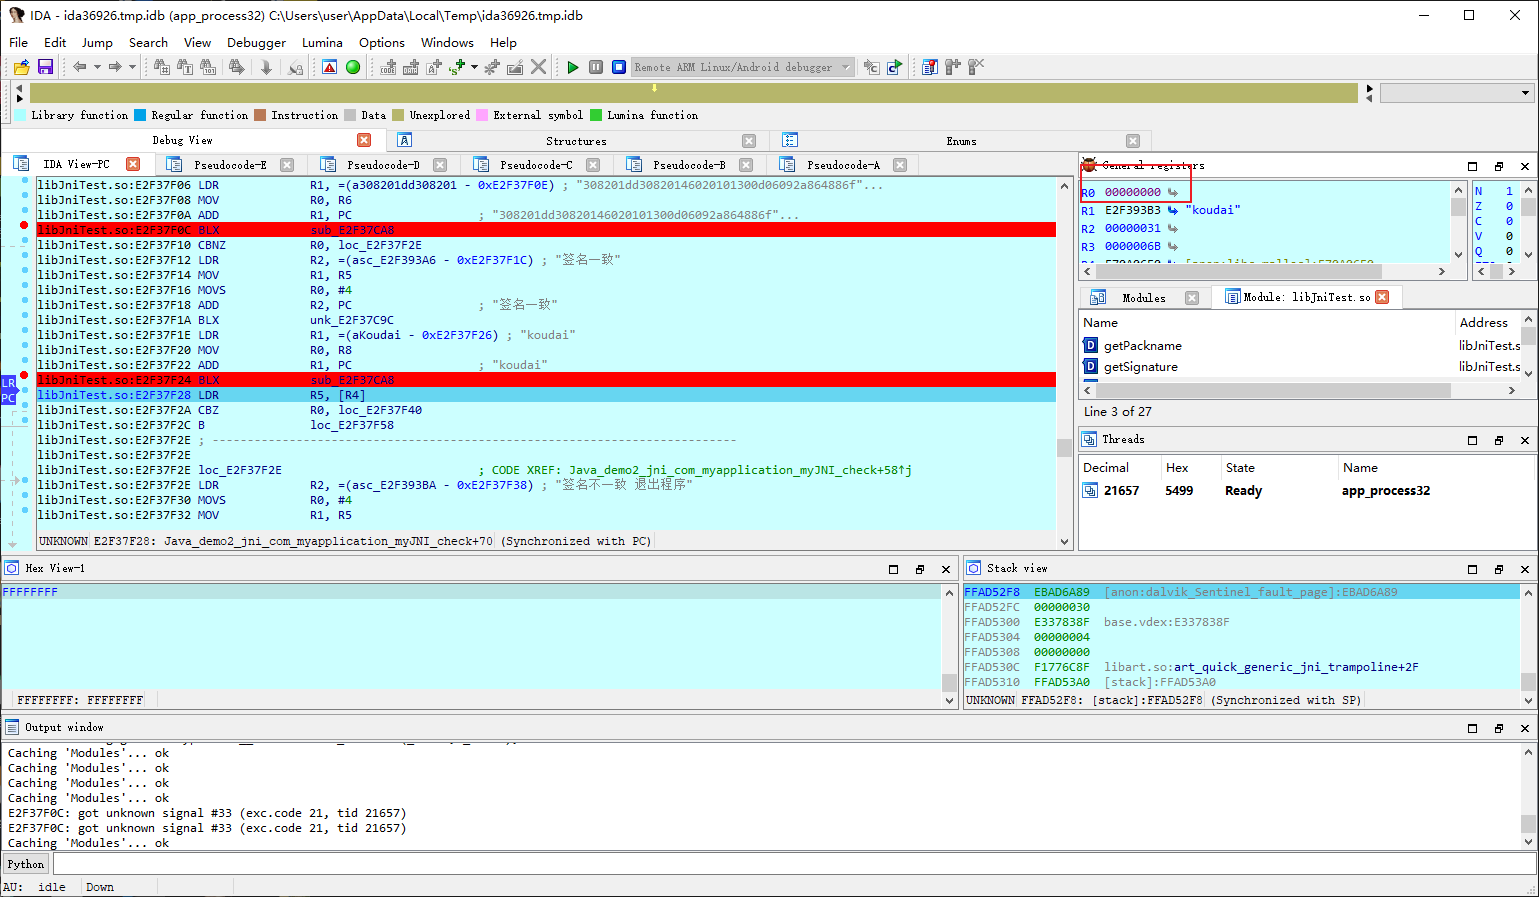 IDA - ida36926.tmp.idb (app_process32) C:\Users\user\AppData\Local\Temp\ida36926.tmp.idb
File Edit Jump Search View Debugger Lumina Options Windows Help
Remote ARM Linux/Android debugger
Library function Regular function Instruction Data Unexplored External symbol Lumina function
Debug View Structures Enums
IDA View-PC Pseudocode-E Pseudocode-D Pseudocode-C Pseudocode-B Pseudocode-A
libJniTest.so:E2F37F06 LDR R1, =(a308201dd308201 - 0xE2F37F0E) ; "308201dd30820146020101300d06092a864886f"...
libJniTest.so:E2F37F08 MOV R0, R6
libJniTest.so:E2F37F0A ADD R1, PC ; "308201dd30820146020101300d06092a864886f"...
libJniTest.so:E2F37F0C BLX sub_E2F37CA8
libJniTest.so:E2F37F10 CBNZ R0, loc_E2F37F2E
libJniTest.so:E2F37F12 LDR R2, =(asc_E2F393A6 - 0xE2F37F1C) ; "签名一致"
libJniTest.so:E2F37F14 MOV R1, R5
libJniTest.so:E2F37F16 MOVS R0, #4
libJniTest.so:E2F37F18 ADD R2, PC ; "签名一致"
libJniTest.so:E2F37F1A BLX unk_E2F37C9C
libJniTest.so:E2F37F1E LDR R1, =(aKoudai - 0xE2F37F26) ; "koudai"
libJniTest.so:E2F37F20 MOV R0, R8
libJniTest.so:E2F37F22 ADD R1, PC ; "koudai"
libJniTest.so:E2F37F24 BLX sub_E2F37CA8
LR
PC
libJniTest.so:E2F37F28 LDR R5, [R4]
libJniTest.so:E2F37F2A CBZ R0, loc_E2F37F40
libJniTest.so:E2F37F2C B loc_E2F37F58
libJniTest.so:E2F37F2E ; ---------------------------------------------------------------------------
libJniTest.so:E2F37F2E
libJniTest.so:E2F37F2E loc_E2F37F2E ; CODE XREF: Java_demo2_jni_com_myapplication_myJNI_check+58↑j
libJniTest.so:E2F37F2E LDR R2, =(asc_E2F393BA - 0xE2F37F38) ; "签名不一致 退出程序"
libJniTest.so:E2F37F30 MOVS R0, #4
libJniTest.so:E2F37F32 MOV R1, R5
UNKNOWN E2F37F28: Java_demo2_jni_com_myapplication_myJNI_check+70 (Synchronized with PC)
General registers
R0 00000000
R1 E2F393B3 "koudai"
R2 00000031
R3 0000006B
N 1
Z 0
C 0
V 0
Q 0
Modules Module: libJniTest.so
Name Address
getPackname libJniTest.s
getSignature libJniTest.s
Line 3 of 27
Threads
Decimal Hex State Name
21657 5499 Ready app_process32
Hex View-1
FFFFFFFF
FFFFFFFF: FFFFFFFF
Stack view
FFAD52F8 EBAD6A89 [anon:dalvik_Sentinel_fault_page]:EBAD6A89
FFAD52FC 00000030
FFAD5300 E337838F base.vdex:E337838F
FFAD5304 00000004
FFAD5308 00000000
FFAD530C F1776C8F libart.so:art_quick_generic_jni_trampoline+2F
FFAD5310 FFAD53A0 [stack]:FFAD53A0
UNKNOWN FFAD52F8: [stack]:FFAD52F8 (Synchronized with SP)
Output window
Caching 'Modules'... ok
Caching 'Modules'... ok
Caching 'Modules'... ok
Caching 'Modules'... ok
E2F37F0C: got unknown signal #33 (exc.code 21, tid 21657)
E2F37F0C: got unknown signal #33 (exc.code 21, tid 21657)
Caching 'Modules'... ok
Python
AU: idle Down